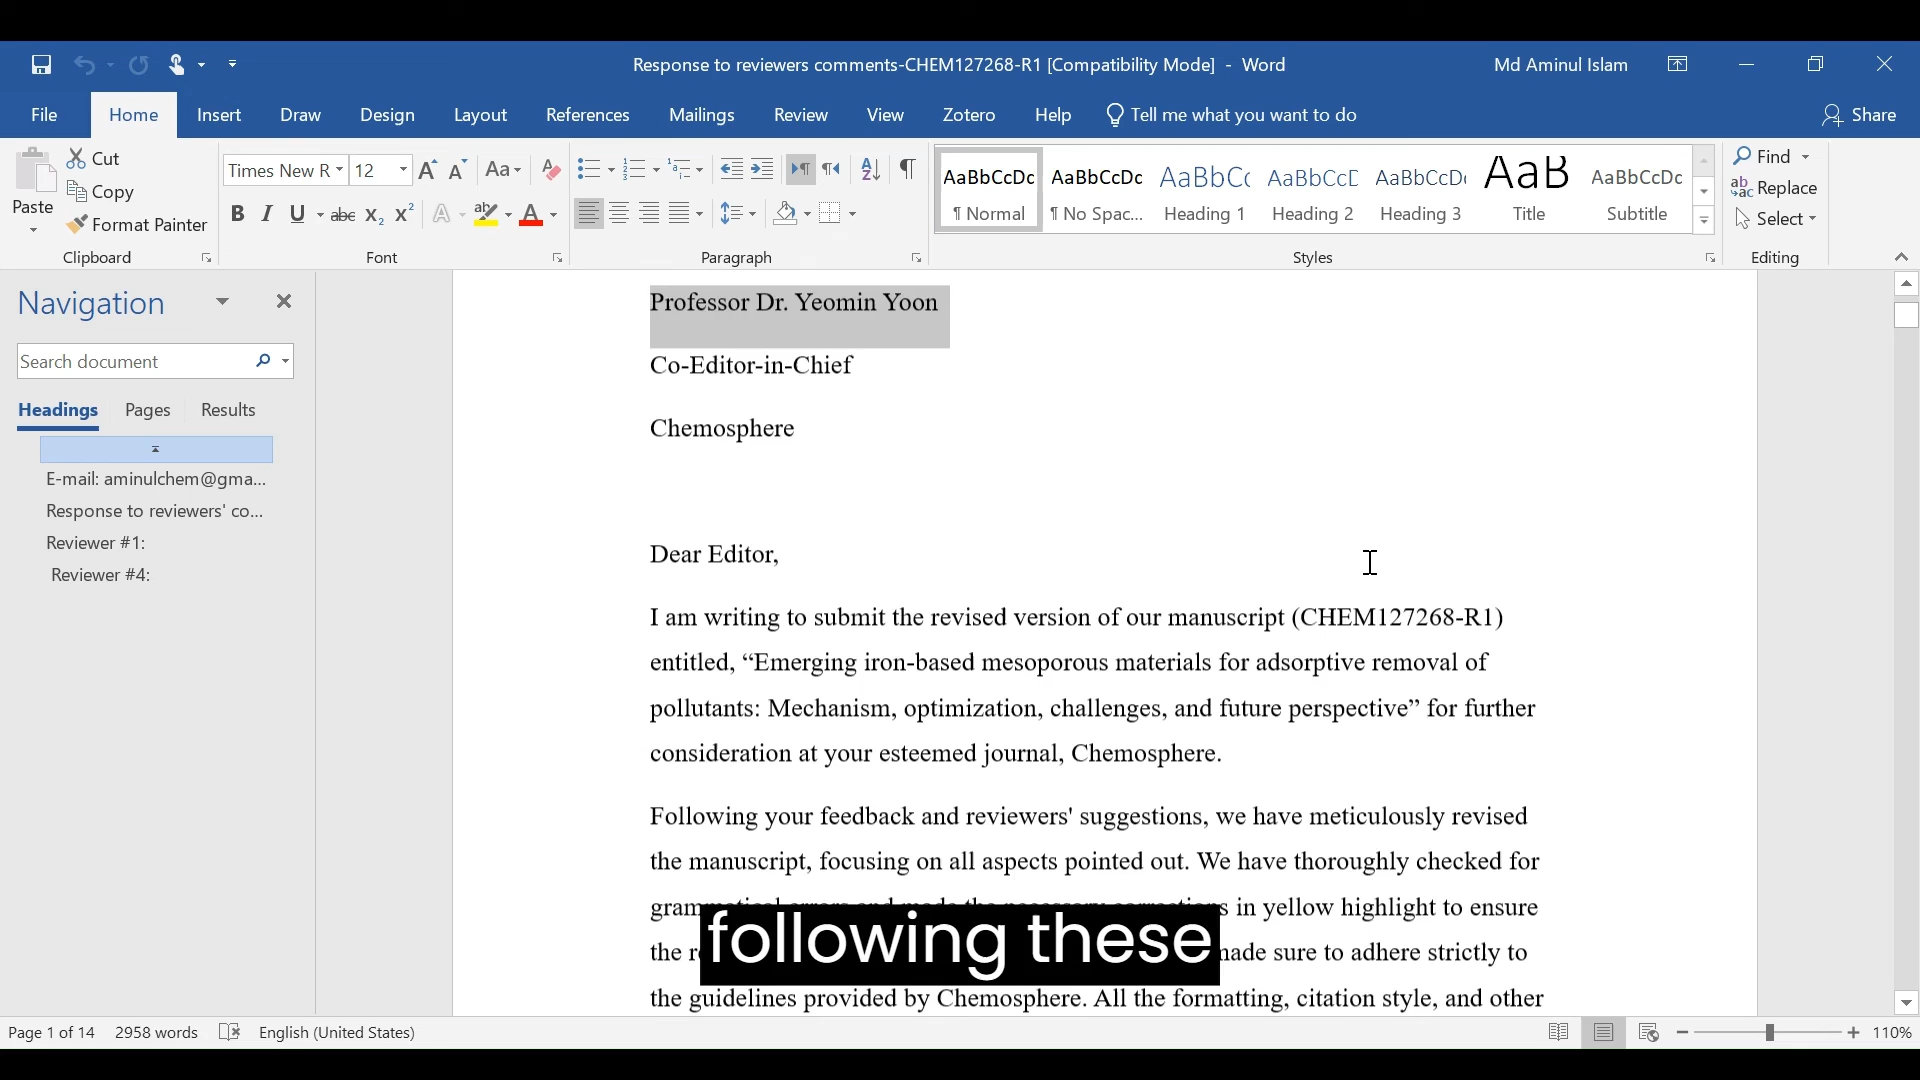 Response to reviewers comments-CHEM127268-R1 [Compatibility Mode] - Word
Md Aminul Islam
File Home Insert Draw Design Layout References Mailings Review View Zotero Help Tell me what you want to do Share
Paste
Cut
Copy
Format Painter
Clipboard
Times New R 12
Aa
B I U abc X₂ X² A ab A
Font
Paragraph
AaBbCcDc AaBbCcDc AaBbCc AaBbCcE AaBbCcD AaB AaBbCcDc
¶ Normal ¶ No Spac... Heading 1 Heading 2 Heading 3 Title Subtitle
Styles
Find
Replace
Select
Editing
Navigation
Search document
Headings Pages Results
E-mail: aminulchem@gma...
Response to reviewers' co...
Reviewer #1:
Reviewer #4:
Professor Dr. Yeomin Yoon
Co-Editor-in-Chief
Chemosphere
Dear Editor,
I am writing to submit the revised version of our manuscript (CHEM127268-R1)
entitled, “Emerging iron-based mesoporous materials for adsorptive removal of
pollutants: Mechanism, optimization, challenges, and future perspective” for further
consideration at your esteemed journal, Chemosphere.
Following your feedback and reviewers' suggestions, we have meticulously revised
the manuscript, focusing on all aspects pointed out. We have thoroughly checked for
in yellow highlight to ensure
the made sure to adhere strictly to
the guidelines provided by Chemosphere. All the formatting, citation style, and other
following these
Page 1 of 14 2958 words English (United States) 110%